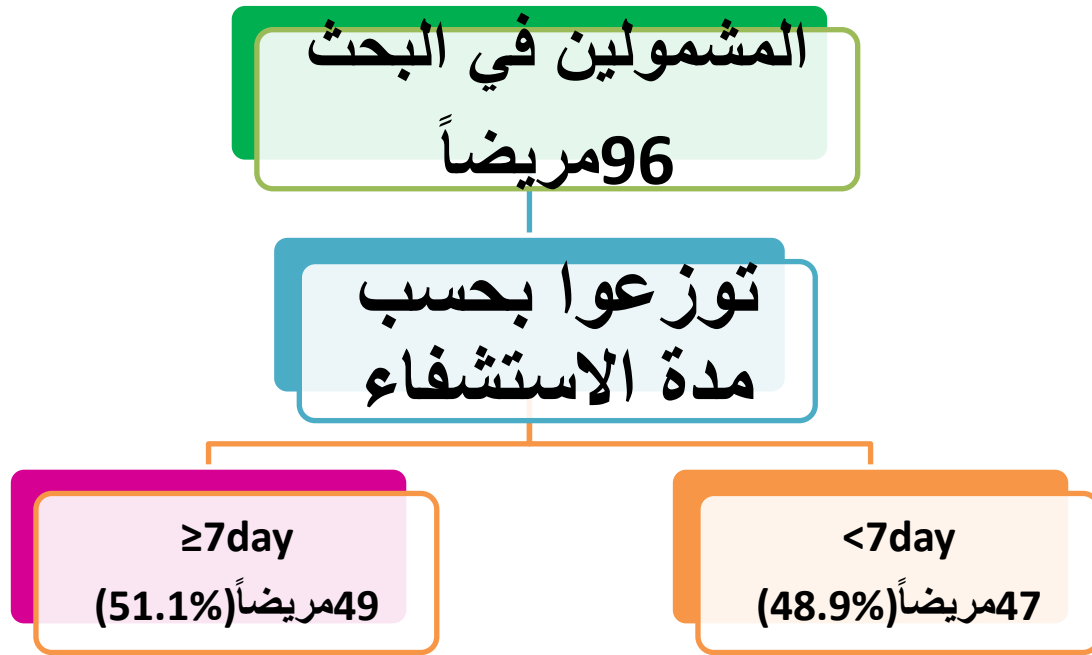 المشمولين في البحث
96مريضاً
توزعوا بحسب
مدة الاستشفاء
<7day
47مريضاً(48.9%)
≥7day
49مريضاً(51.1%)